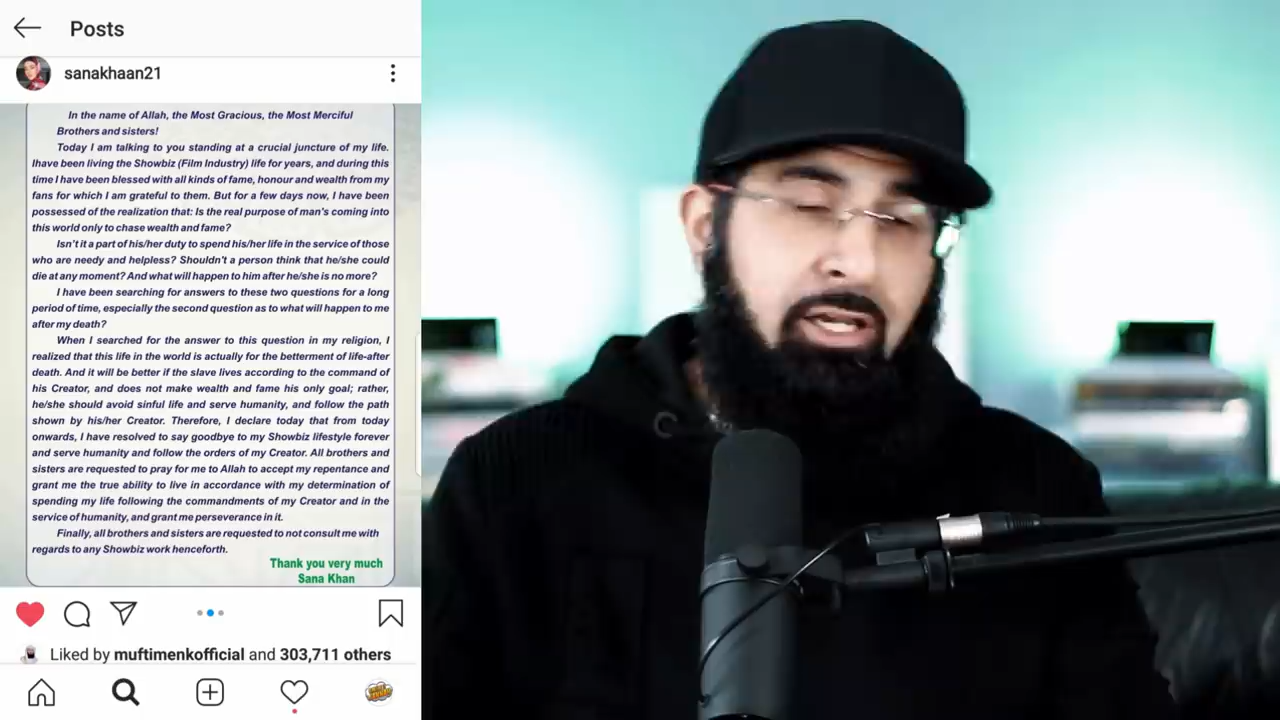 Posts
sanakhaan21
In the name of Allah, the Most Gracious, the Most Merciful
Brothers and sisters!
Today I am talking to you standing at a crucial juncture of my life.
Ihave been living the Showbiz (Film Industry) life for years, and during this
time I have been blessed with all kinds of fame, honour and wealth from my
fans for which I am grateful to them. But for a few days now, I have been
possessed of the realization that: Is the real purpose of man's coming into
this world only to chase wealth and fame?
Isn't it a part of his/her duty to spend his/her life in the service of those
who are needy and helpless? Shouldn't a person think that he/she could
die at any moment? And what will happen to him after he/she is no more?
I have been searching for answers to these two questions for a long
period of time, especially the second question as to what will happen to me
after my death?
When I searched for the answer to this question in my religion, I
realized that this life in the world is actually for the betterment of life-after
death. And it will be better if the slave lives according to the command of
his Creator, and does not make wealth and fame his only goal; rather,
he/she should avoid sinful life and serve humanity, and follow the path
shown by his/her Creator. Therefore, I declare today that from today
onwards, I have resolved to say goodbye to my Showbiz lifestyle forever
and serve humanity and follow the orders of my Creator. All brothers and
sisters are requested to pray for me to Allah to accept my repentance and
grant me the true ability to live in accordance with my determination of
spending my life following the commandments of my Creator and in the
service of humanity, and grant me perseverance in it.
Finally, all brothers and sisters are requested to not consult me with
regards to any Showbiz work henceforth.
Thank you very much
Sana Khan
Liked by muftimenkofficial and 303,711 others